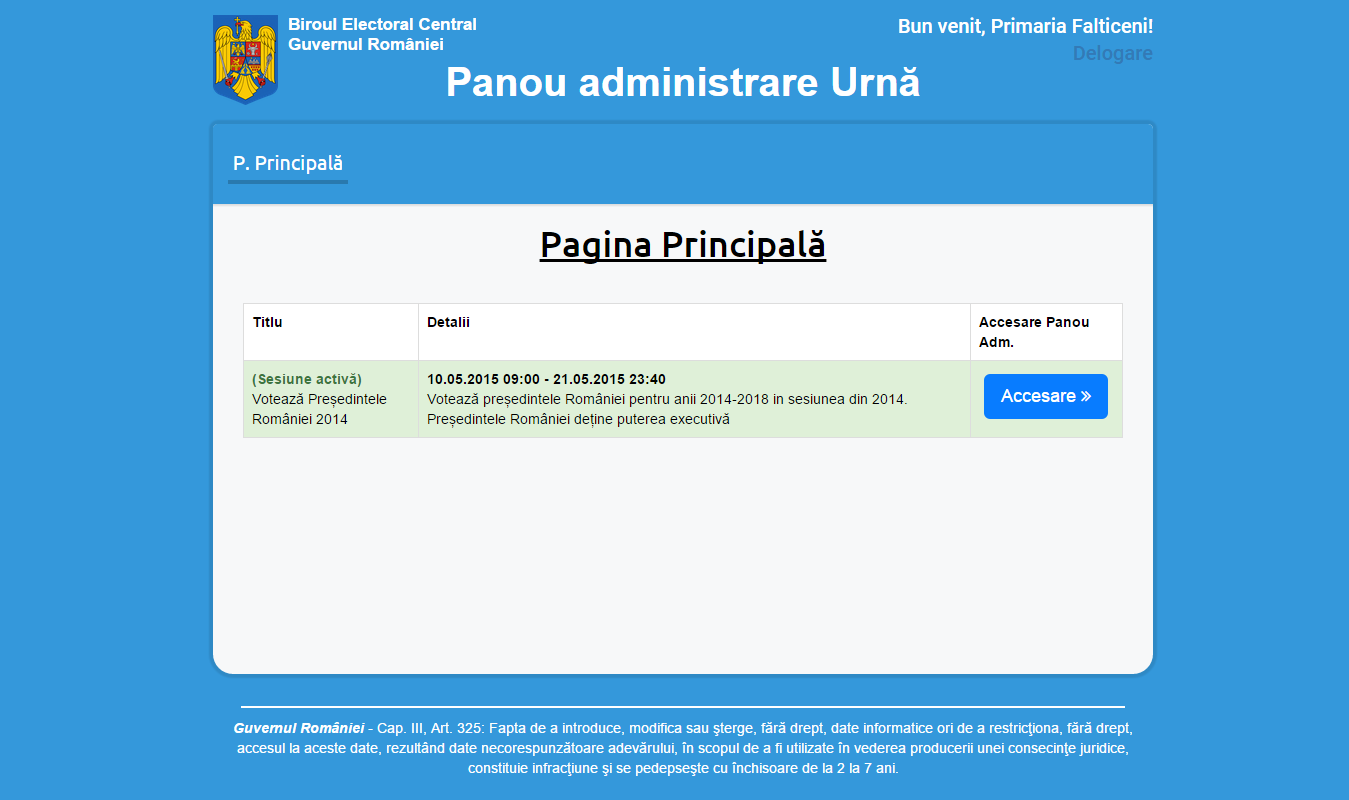 Biroul Electoral Central
Guvernul României
Bun venit, Primaria Falticeni!
Delogare
Panou administrare Urnă
P. Principală
Pagina Principală
Titlu
Detalii
Accesare Panou
Adm.
(Sesiune activă)
Votează Președintele
României 2014
10.05.2015 09:00 - 21.05.2015 23:40
Votează președintele României pentru anii 2014-2018 in sesiunea din 2014.
Președintele României deține puterea executivă
Accesare »
Guvernul României - Cap. III, Art. 325: Fapta de a introduce, modifica sau şterge, fără drept, date informatice ori de a restricţiona, fără drept,
accesul la aceste date, rezultând date necorespunzătoare adevărului, în scopul de a fi utilizate în vederea producerii unei consecinţe juridice,
constituie infracţiune şi se pedepseşte cu închisoare de la 2 la 7 ani.